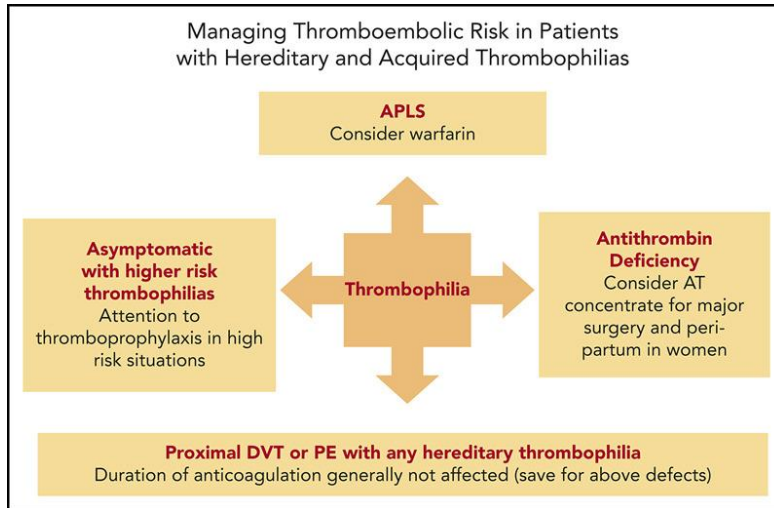 Managing Thromboembolic Risk in Patients
with Hereditary and Acquired Thrombophilias
APLS
Consider warfarin
Asymptomatic
with higher risk
thrombophilias
Attention to
thromboprophylaxis in high
risk situations
Thrombophilia
Antithrombin
Deficiency
Consider AT
concentrate for major
surgery and peri-
partum in women
Proximal DVT or PE with any hereditary thrombophilia
Duration of anticoagulation generally not affected (save for above defects)